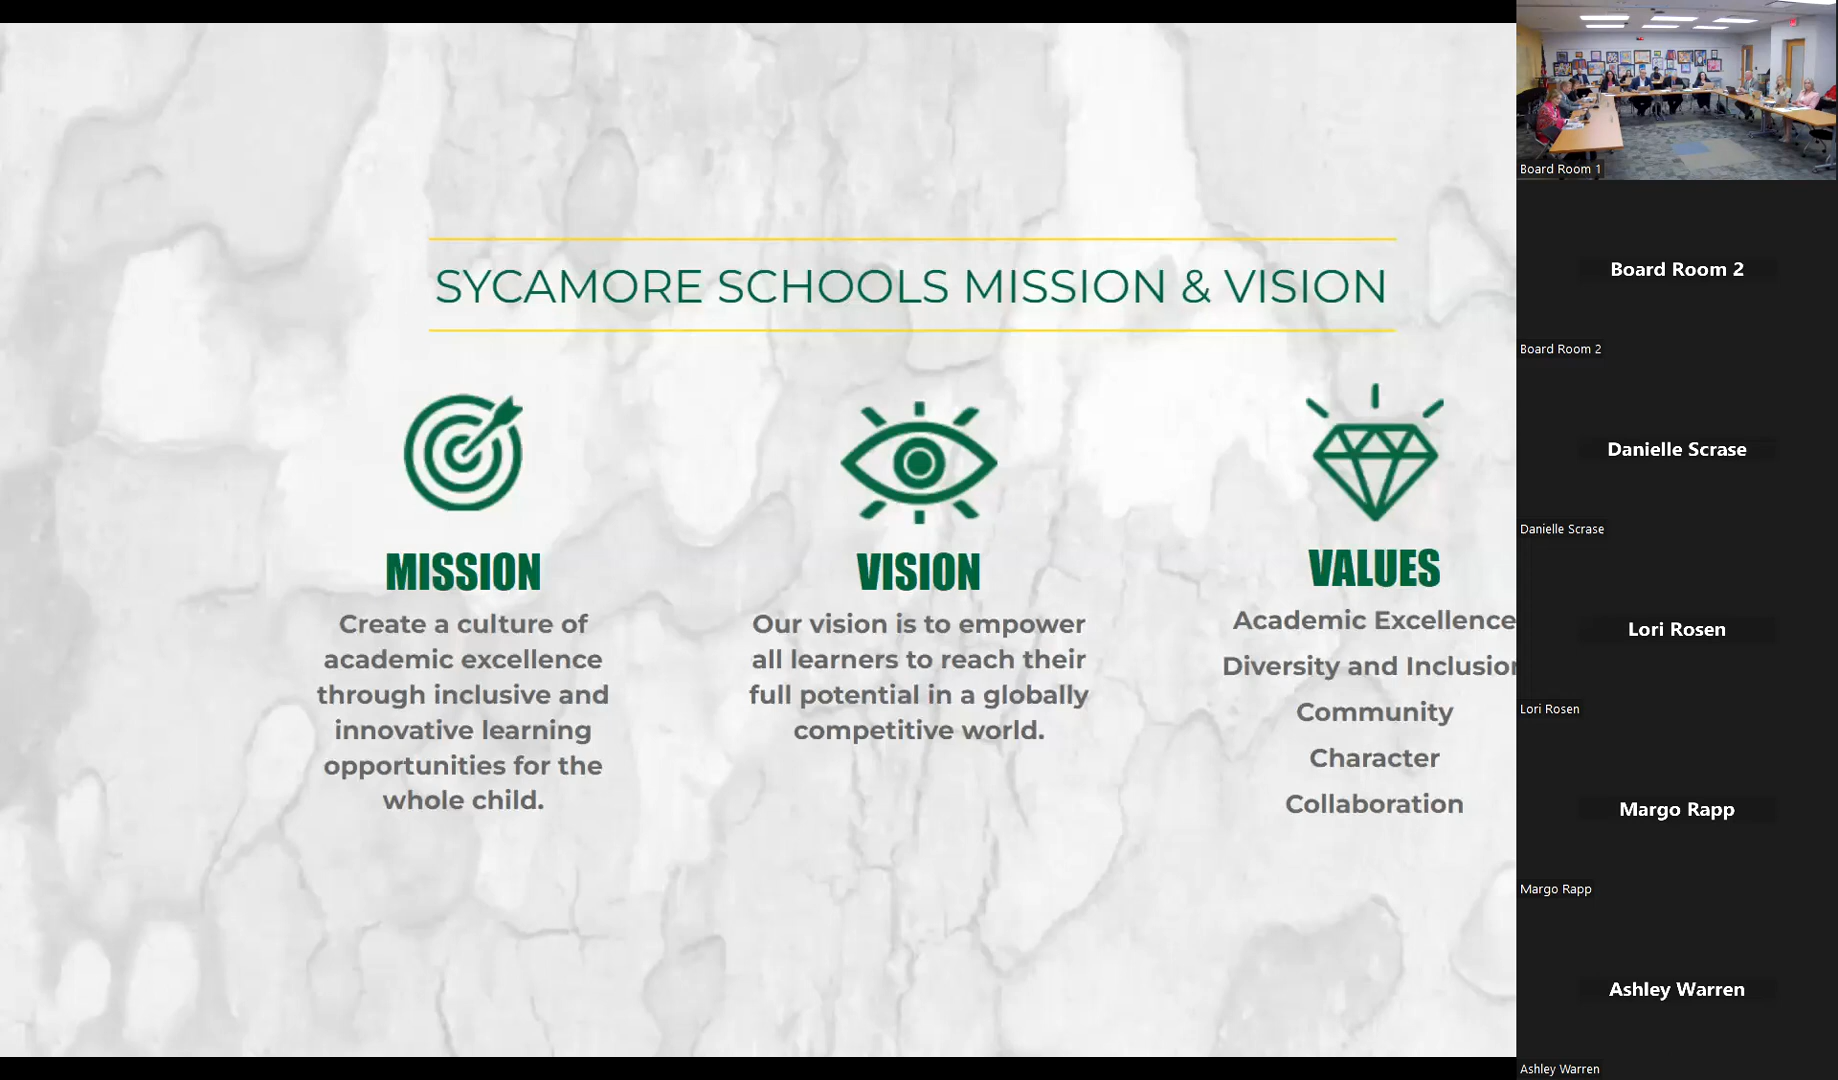 SYCAMORE SCHOOLS MISSION & VISION
MISSION
Create a culture of
academic excellence
through inclusive and
innovative learning
opportunities for the
whole child.
VISION
Our vision is to empower
all learners to reach their
full potential in a globally
competitive world.
VALUES
Academic Excellence
Diversity and Inclusion
Community
Character
Collaboration
Board Room 1
Board Room 2
Board Room 2
Danielle Scrase
Danielle Scrase
Lori Rosen
Lori Rosen
Margo Rapp
Margo Rapp
Ashley Warren
Ashley Warren